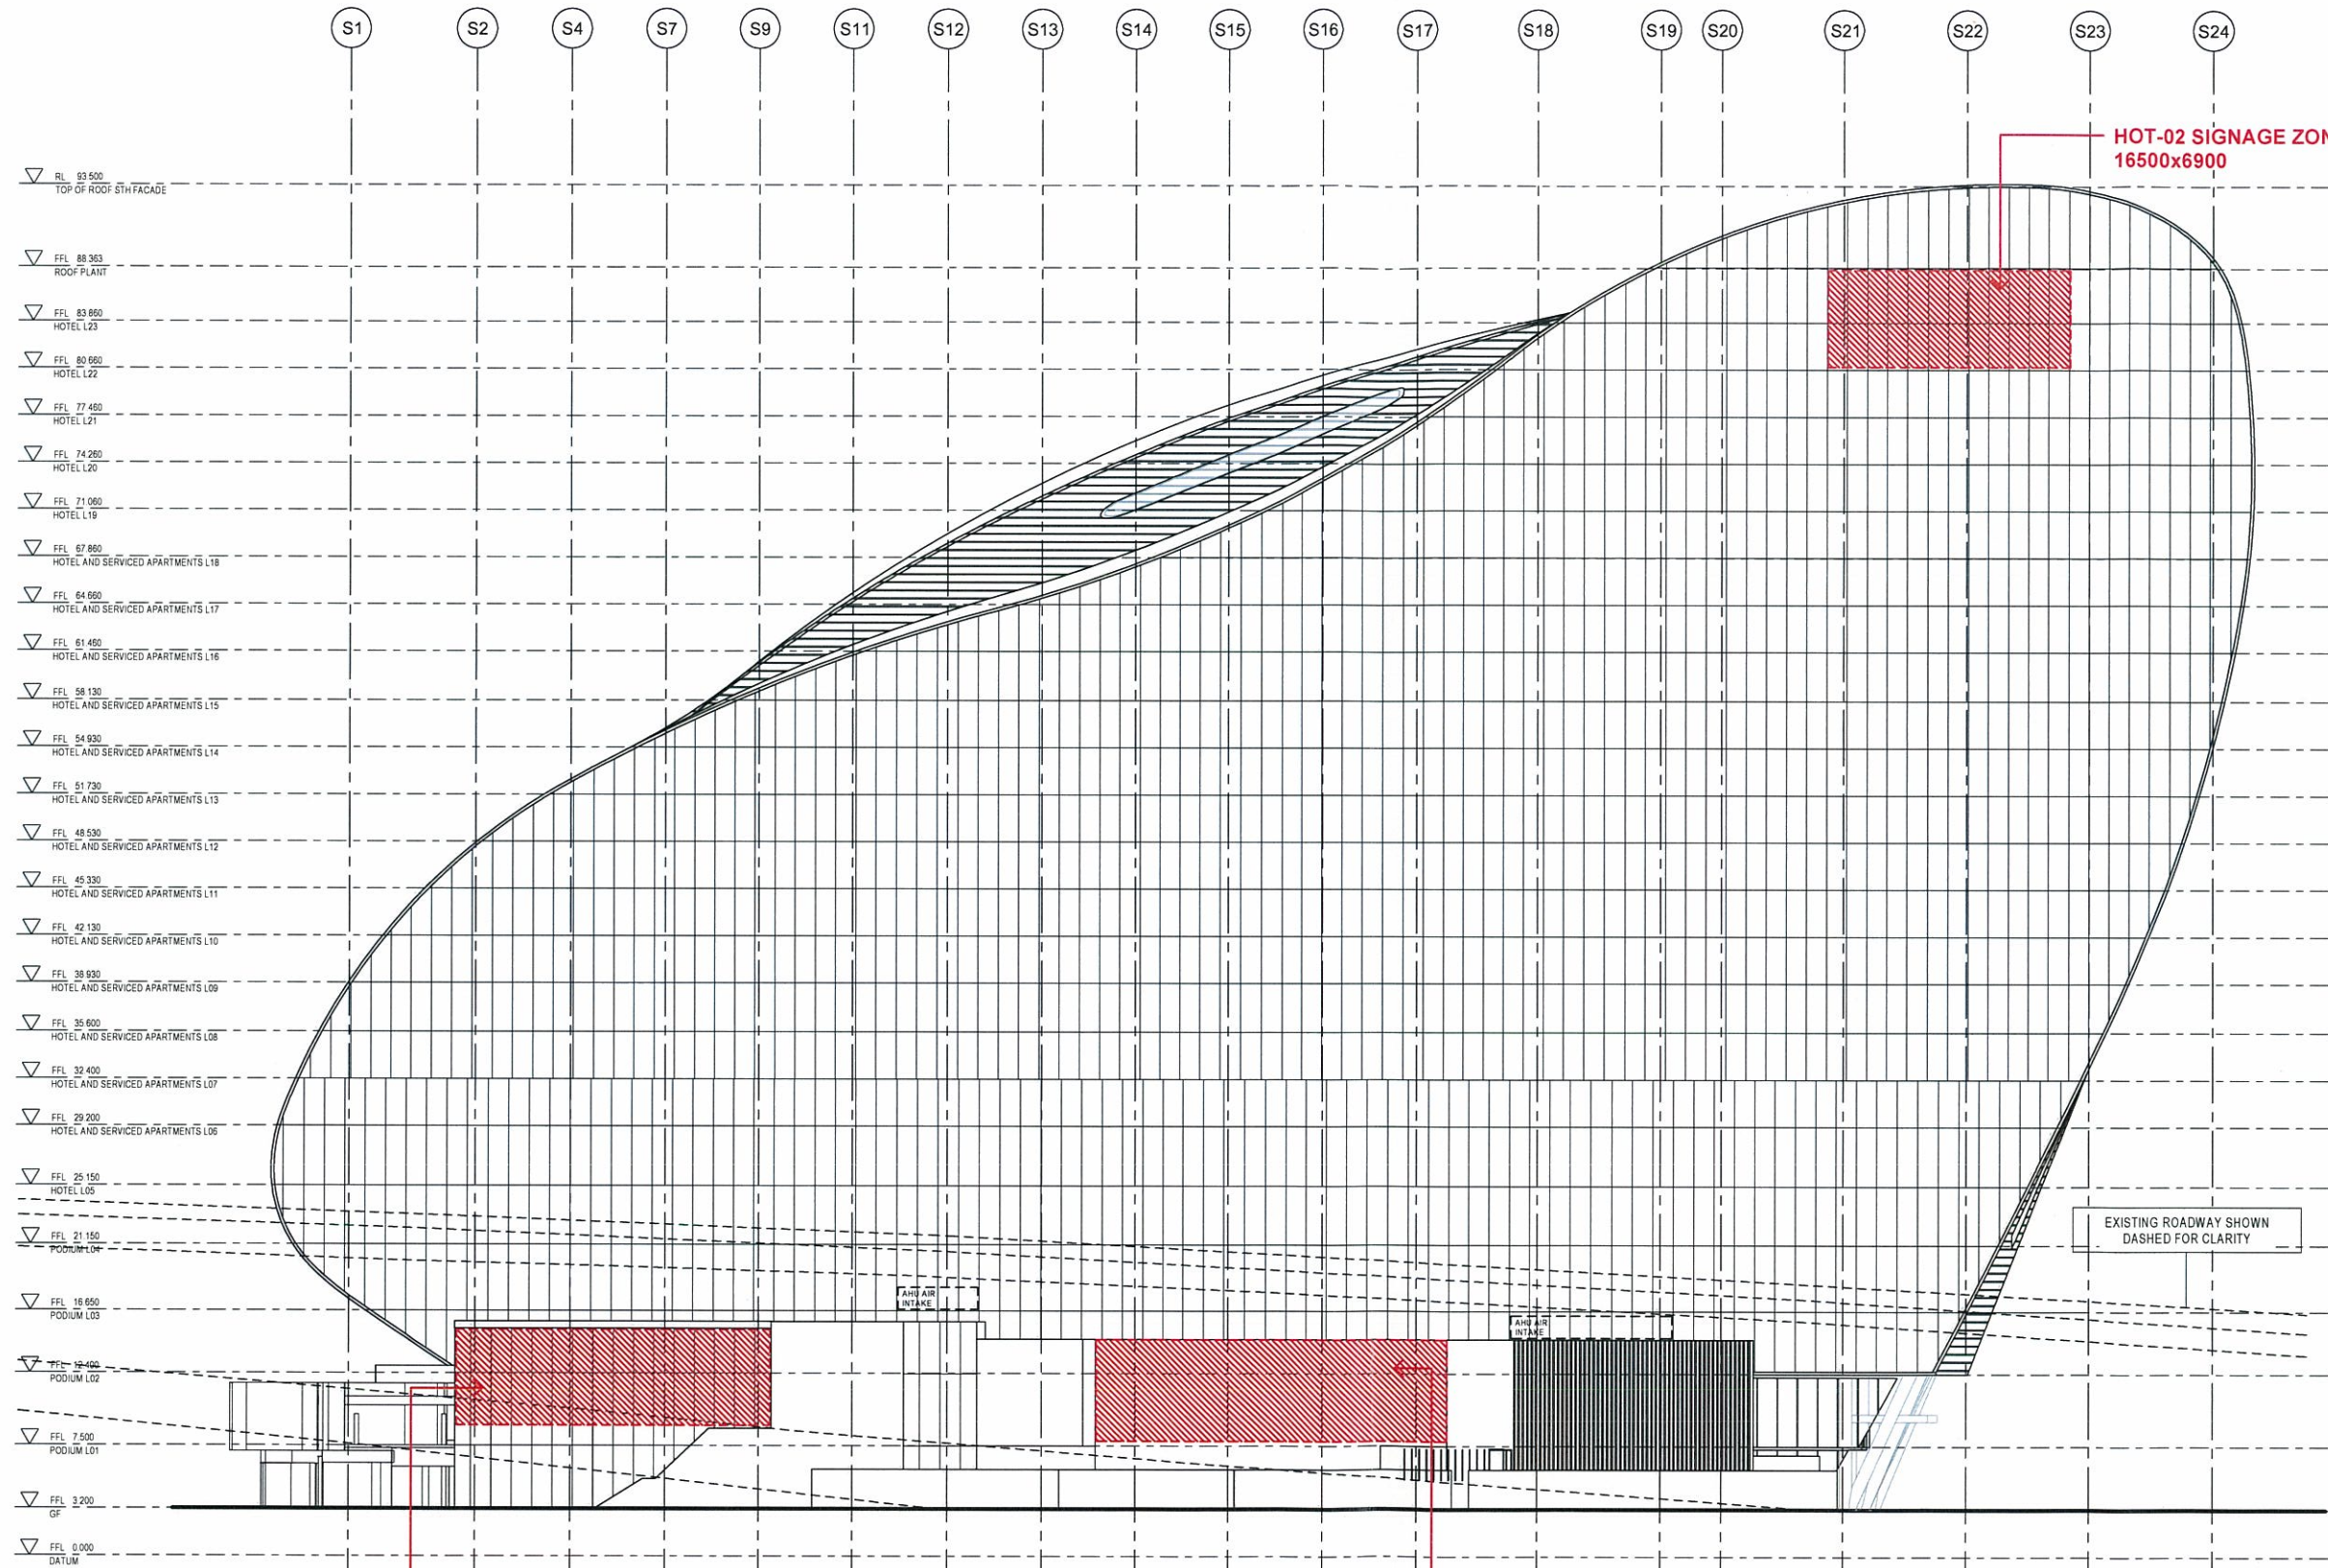 S1 S2 S4 S7 S9 S11 S12 S13 S14 S15 S16 S17 S18 S19 S20 S21 S22 S23 S24
HOT-02 SIGNAGE ZON
16500x6900
RL 93 500
TOP OF ROOF STH FACADE
FFL 88.363
ROOF PLANT
FFL 83 860
HOTEL L23
FFL 80 660
HOTEL L22
FFL 77 460
HOTEL L21
FFL 74.260
HOTEL L20
FFL 71 060
HOTEL L19
FFL 67.860
HOTEL AND SERVICED APARTMENTS L18
FFL 64.660
HOTEL AND SERVICED APARTMENTS L17
FFL 61.460
HOTEL AND SERVICED APARTMENTS L16
FFL 58.130
HOTEL AND SERVICED APARTMENTS L15
FFL 54.930
HOTEL AND SERVICED APARTMENTS L14
FFL 51.730
HOTEL AND SERVICED APARTMENTS L13
FFL 48.530
HOTEL AND SERVICED APARTMENTS L12
FFL 45 330
HOTEL AND SERVICED APARTMENTS L11
FFL 42.130
HOTEL AND SERVICED APARTMENTS L10
FFL 38 930
HOTEL AND SERVICED APARTMENTS L09
FFL 35 600
HOTEL AND SERVICED APARTMENTS L08
FFL 32 400
HOTEL AND SERVICED APARTMENTS L07
FFL 29.200
HOTEL AND SERVICED APARTMENTS L06
FFL 25.150
HOTEL L05
FFL 21.150
PODIUM L04
EXISTING ROADWAY SHOWN
DASHED FOR CLARITY
AHU AIR
INTAKE
FFL 16 650
PODIUM L03
AHU AIR
INTAKE
FFL 12.400
PODIUM L02
FFL 7.500
PODIUM L01
FFL 3.200
GF
FFL 0.000
DATUM